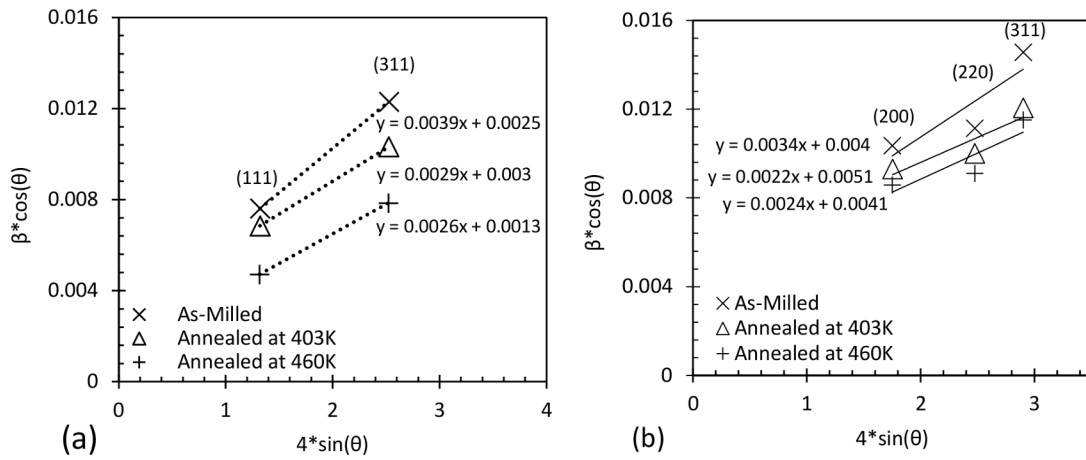 0.016
0.012
0.008
0.004
0
0
1
2
3
4
β*cos(θ)
4*sin(θ)
(111)
(311)
y = 0.0039x + 0.0025
y = 0.0029x + 0.003
y = 0.0026x + 0.0013
As-Milled
Annealed at 403K
Annealed at 460K
(a)
0.016
0.012
0.008
0.004
0
0
1
2
3
β*cos(θ)
4*sin(θ)
(200)
(220)
(311)
y = 0.0034x + 0.004
y = 0.0022x + 0.0051
y = 0.0024x + 0.0041
As-Milled
Annealed at 403K
Annealed at 460K
(b)